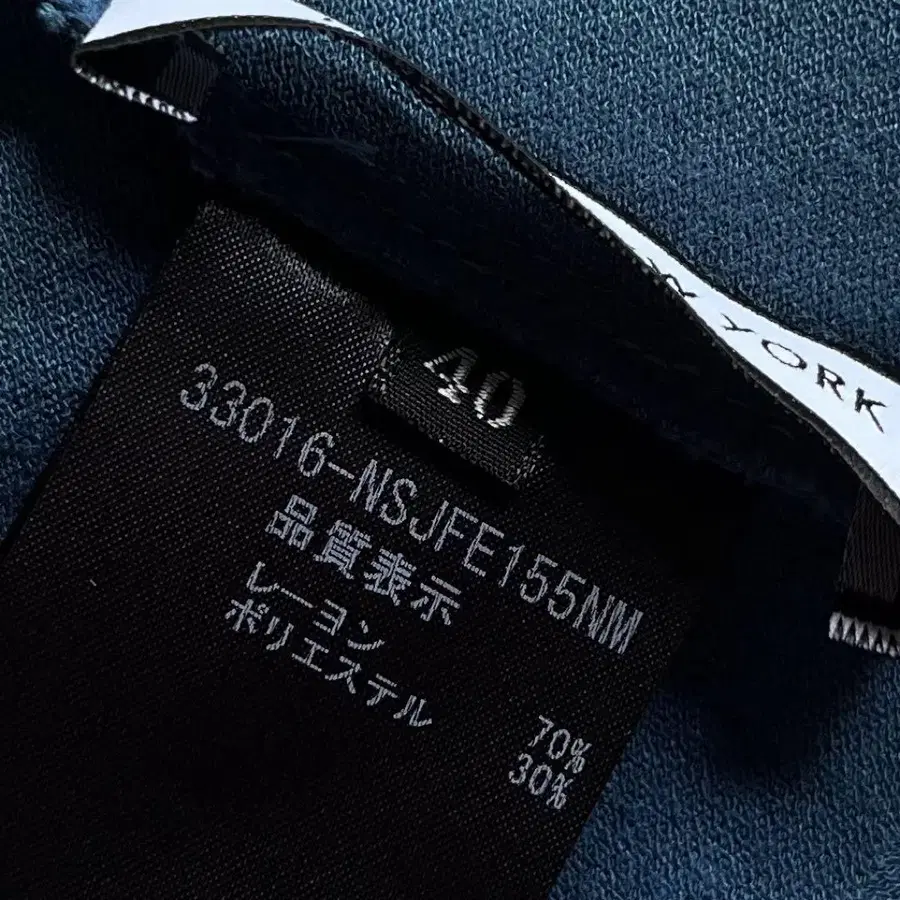 YORK
40
33016-NSJFE155NM
品質表示
レーヨン 70%
ポリエステル 30%